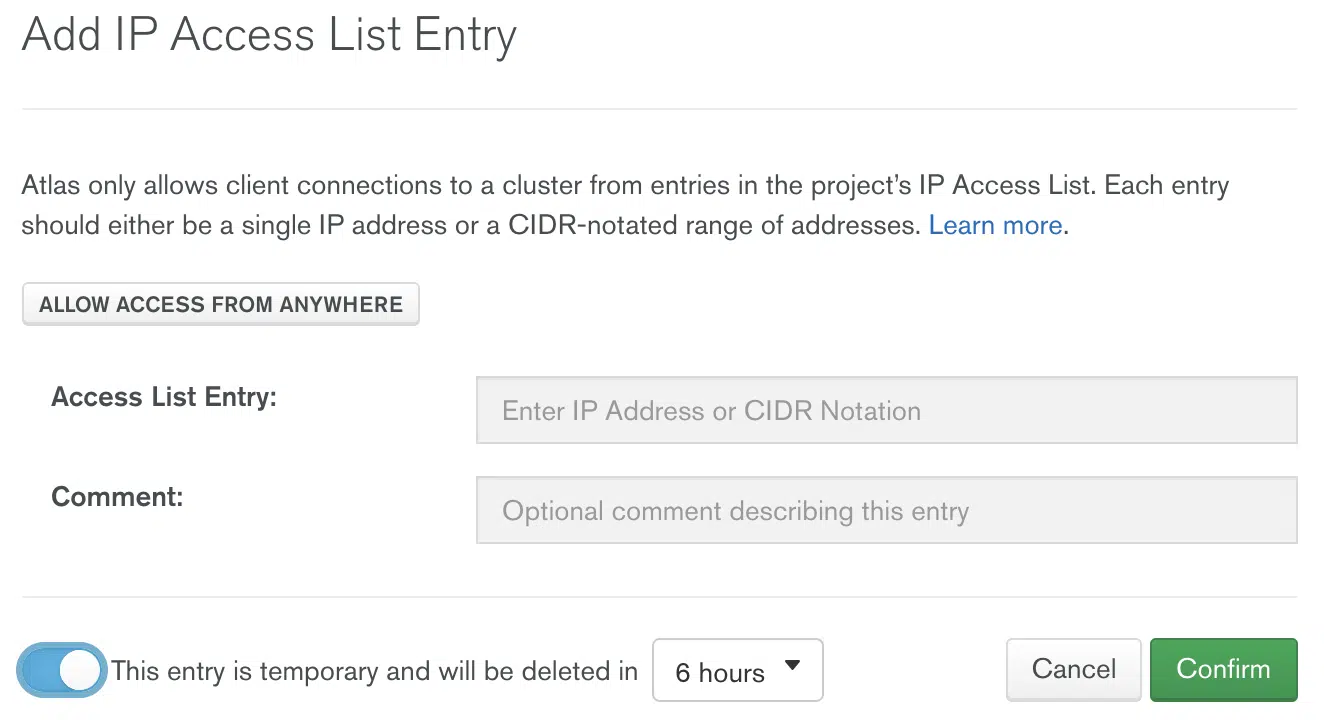 Add IP Access List Entry
Atlas only allows client connections to a cluster from entries in the project’s IP Access List. Each entry
should either be a single IP address or a CIDR-notated range of addresses. Learn more.
ALLOW ACCESS FROM ANYWHERE
Access List Entry:
Enter IP Address or CIDR Notation
Comment:
Optional comment describing this entry
This entry is temporary and will be deleted in
6 hours
Cancel
Confirm